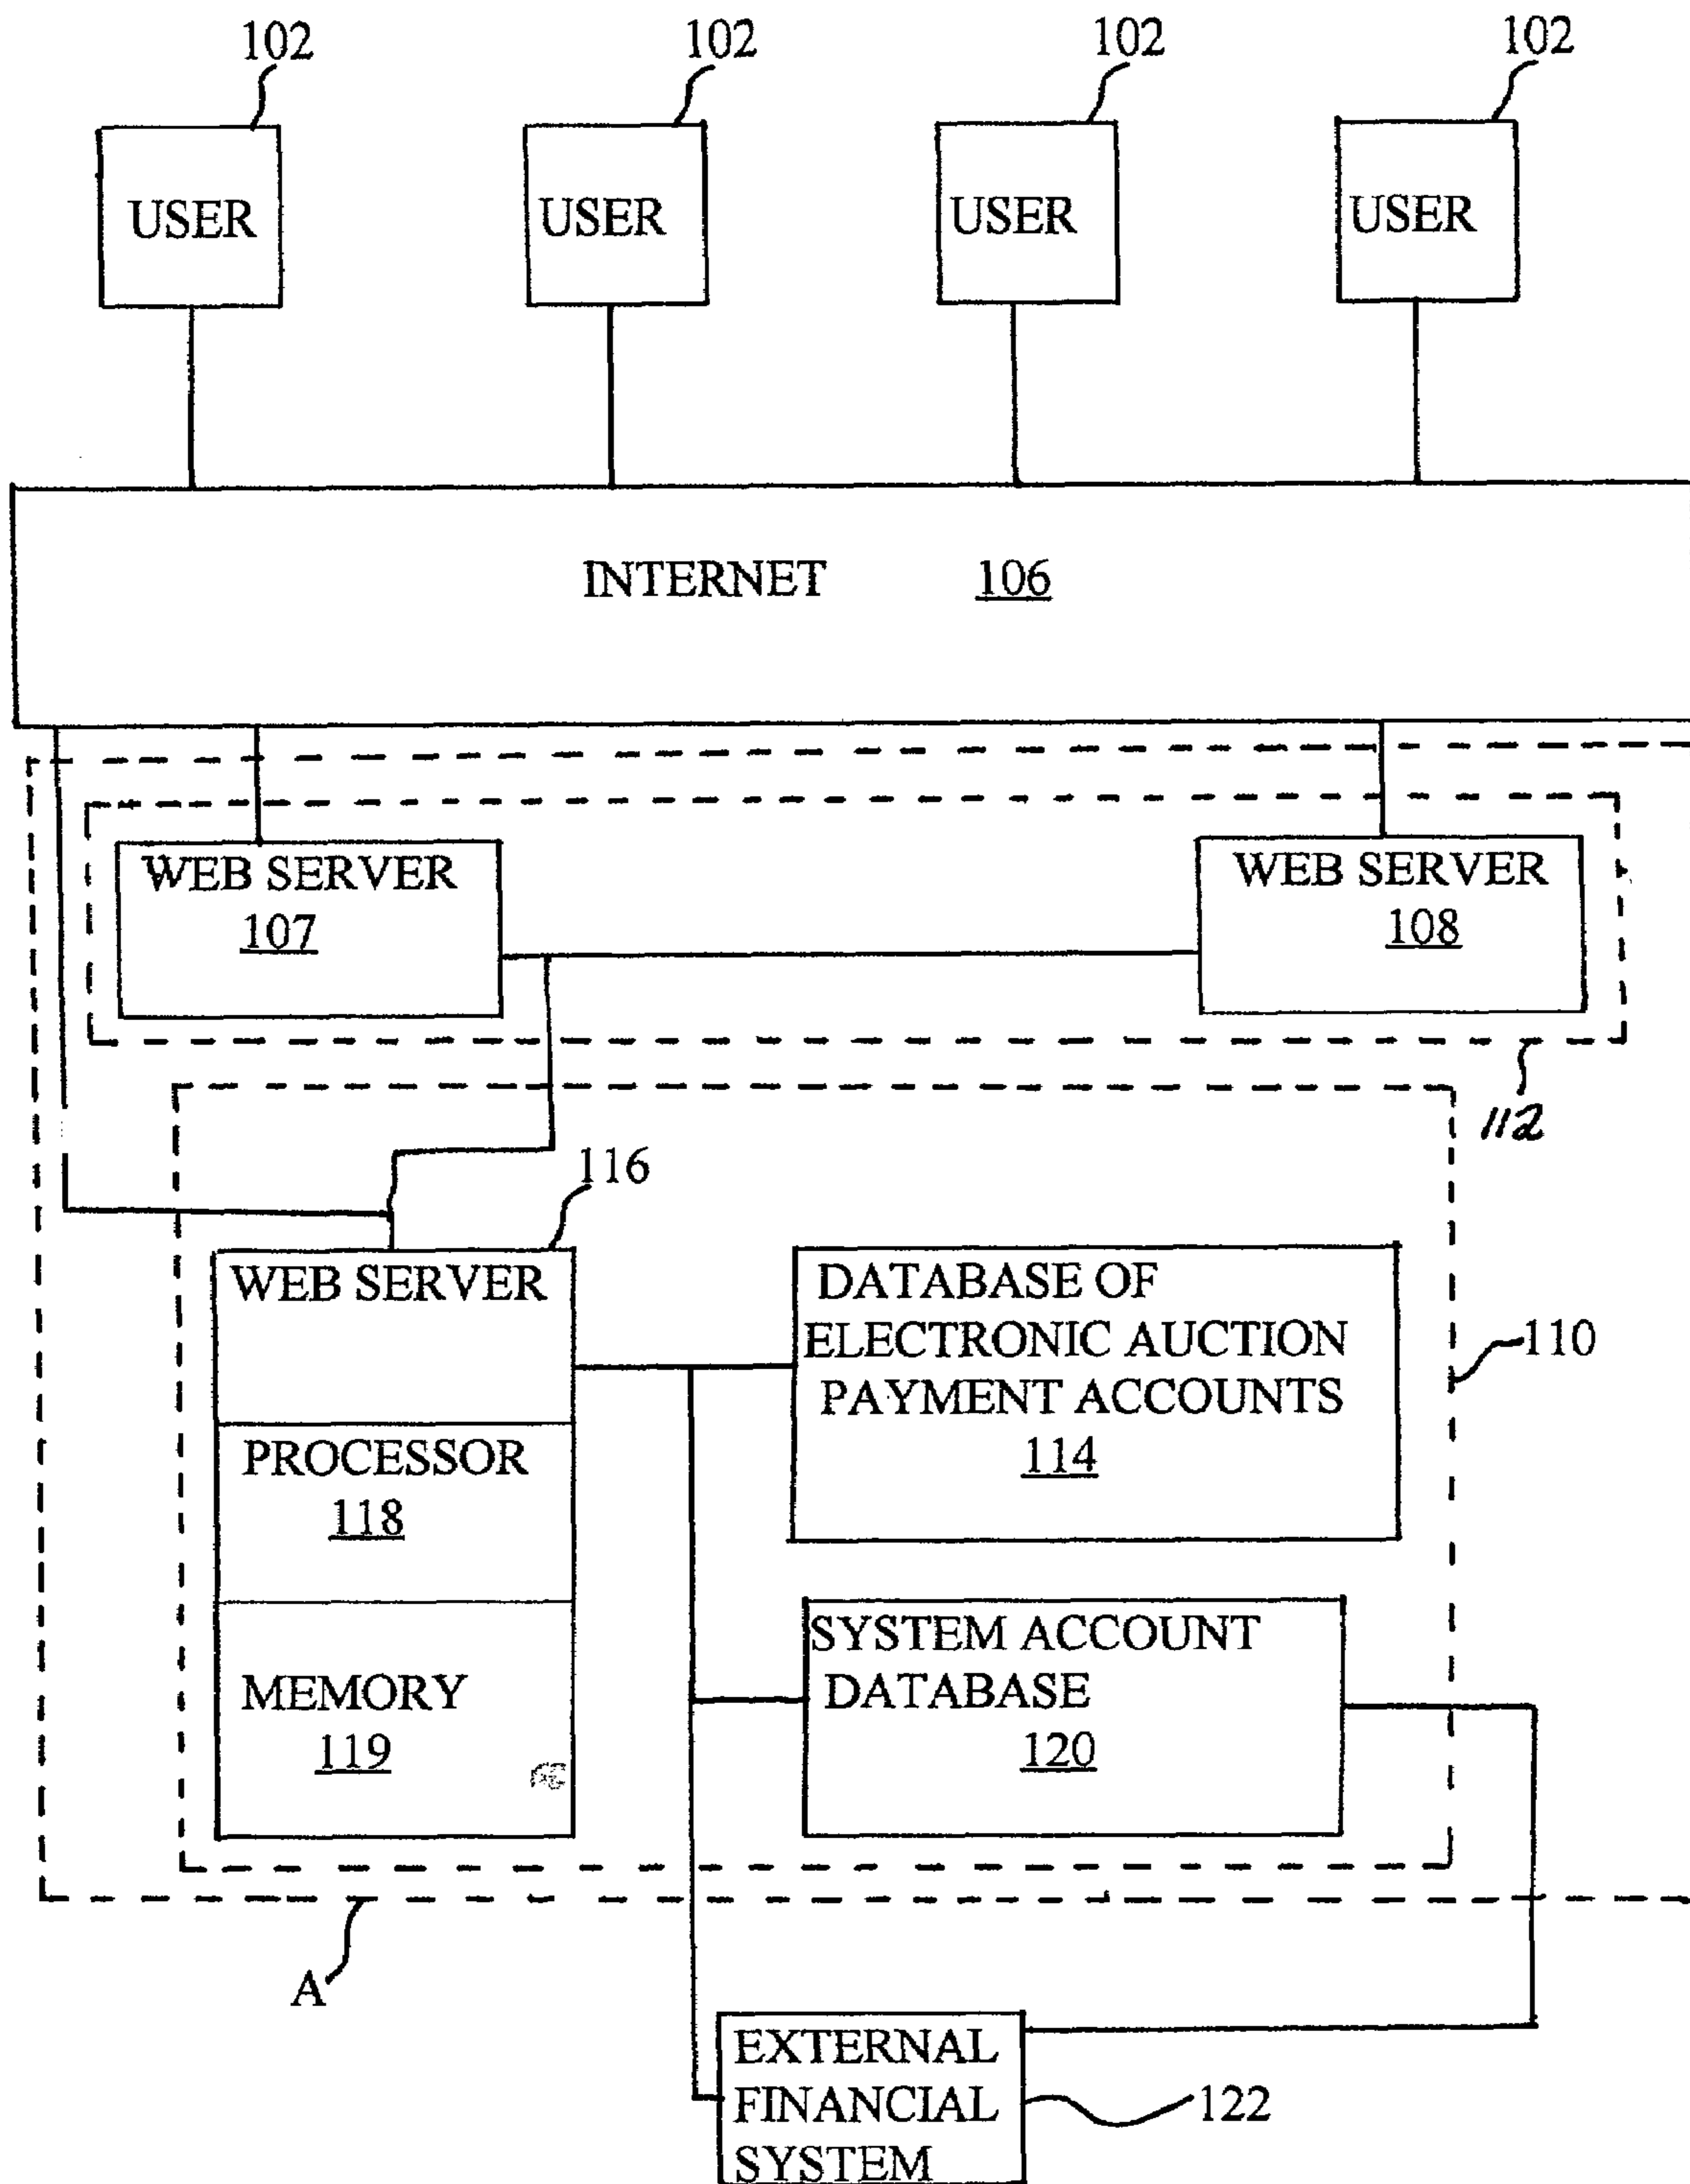 102 102 102 102
USER USER USER USER
INTERNET 106
WEB SERVER
107
WEB SERVER
108
112
116
WEB SERVER
PROCESSOR
118
MEMORY
119
DATABASE OF
ELECTRONIC AUCTION
PAYMENT ACCOUNTS
114
110
SYSTEM ACCOUNT
DATABASE
120
A
EXTERNAL
FINANCIAL
SYSTEM
122